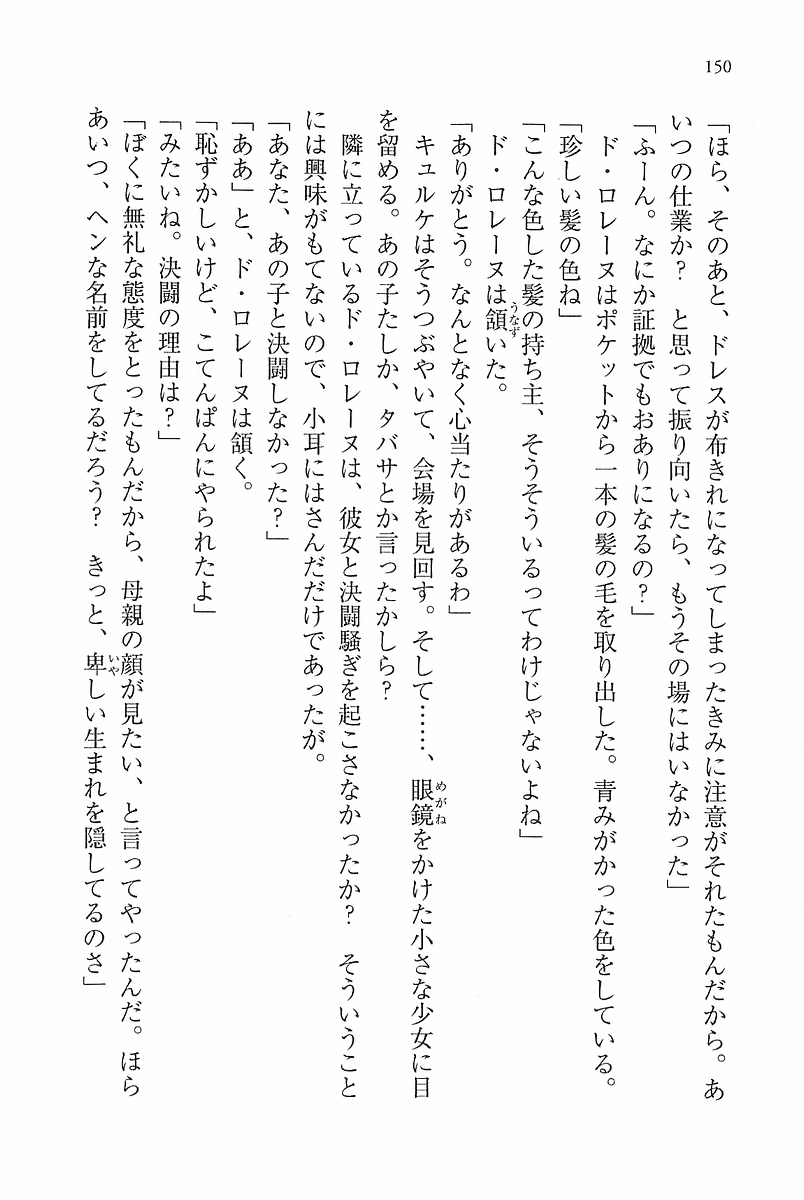 150
「ほら、そのあと、ドレスが布きれになってしまったきみに注意がそれたもんだから。あ
いつの仕業か?　と思って振り向いたら、もうその場にはいなかった」
「ふーん。なにか証拠でもおありになるの?」
ド・ロレーヌはポケットから一本の髪の毛を取り出した。青みがかった色をしている。
「珍しい髪の色ね」
「こんな色した髪の持ち主、そうそういるってわけじゃないよね」
ド・ロレーヌは頷いた。
「ありがとう。なんとなく心当たりがあるわ」
キュルケはそうつぶやいて、会場を見回す。そして……、眼鏡をかけた小さな少女に目
を留める。あの子たしか、タバサとか言ったかしら?
隣に立っているド・ロレーヌは、彼女と決闘騒ぎを起こさなかったか?　そういうこと
には興味がもてないので、小耳にはさんだだけであったが。
「あなた、あの子と決闘しなかった?」
「ああ」と、ド・ロレーヌは頷く。
「恥ずかしいけど、こてんぱんにやられたよ」
「みたいね。決闘の理由は?」
「ぼくに無礼な態度をとったもんだから、母親の顔が見たい、と言ってやったんだ。ほら
あいつ、ヘンな名前をしてるだろう?　きっと、卑しい生まれを隠してるのさ」
うなず
めがね
いや